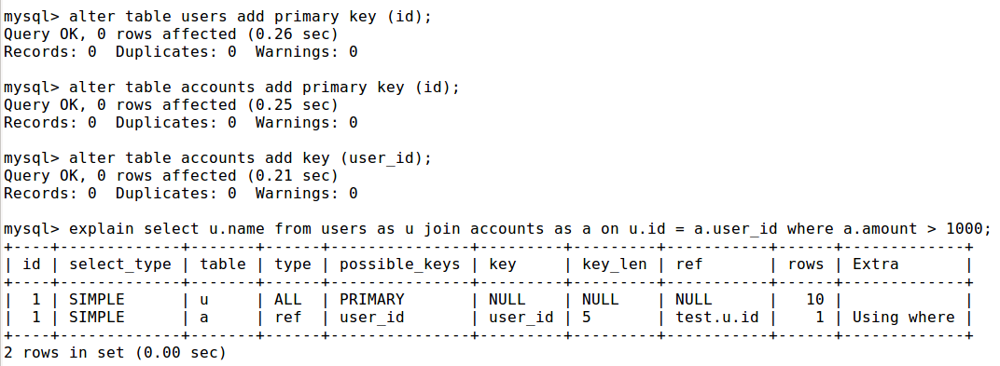 mysql> alter table users add primary key (id);
Query OK, 0 rows affected (0.26 sec)
Records: 0  Duplicates: 0  Warnings: 0

mysql> alter table accounts add primary key (id);
Query OK, 0 rows affected (0.25 sec)
Records: 0  Duplicates: 0  Warnings: 0

mysql> alter table accounts add key (user_id);
Query OK, 0 rows affected (0.21 sec)
Records: 0  Duplicates: 0  Warnings: 0

mysql> explain select u.name from users as u join accounts as a on u.id = a.user_id where a.amount > 1000;
+----+-------------+-------+------+---------------+---------+---------+-----------+------+-------------+
| id | select_type | table | type | possible_keys | key     | key_len | ref       | rows | Extra       |
+----+-------------+-------+------+---------------+---------+---------+-----------+------+-------------+
|  1 | SIMPLE      | u     | ALL  | PRIMARY       | NULL    | NULL    | NULL      |   10 |             |
|  1 | SIMPLE      | a     | ref  | user_id       | user_id | 5       | test.u.id |    1 | Using where |
+----+-------------+-------+------+---------------+---------+---------+-----------+------+-------------+
2 rows in set (0.00 sec)